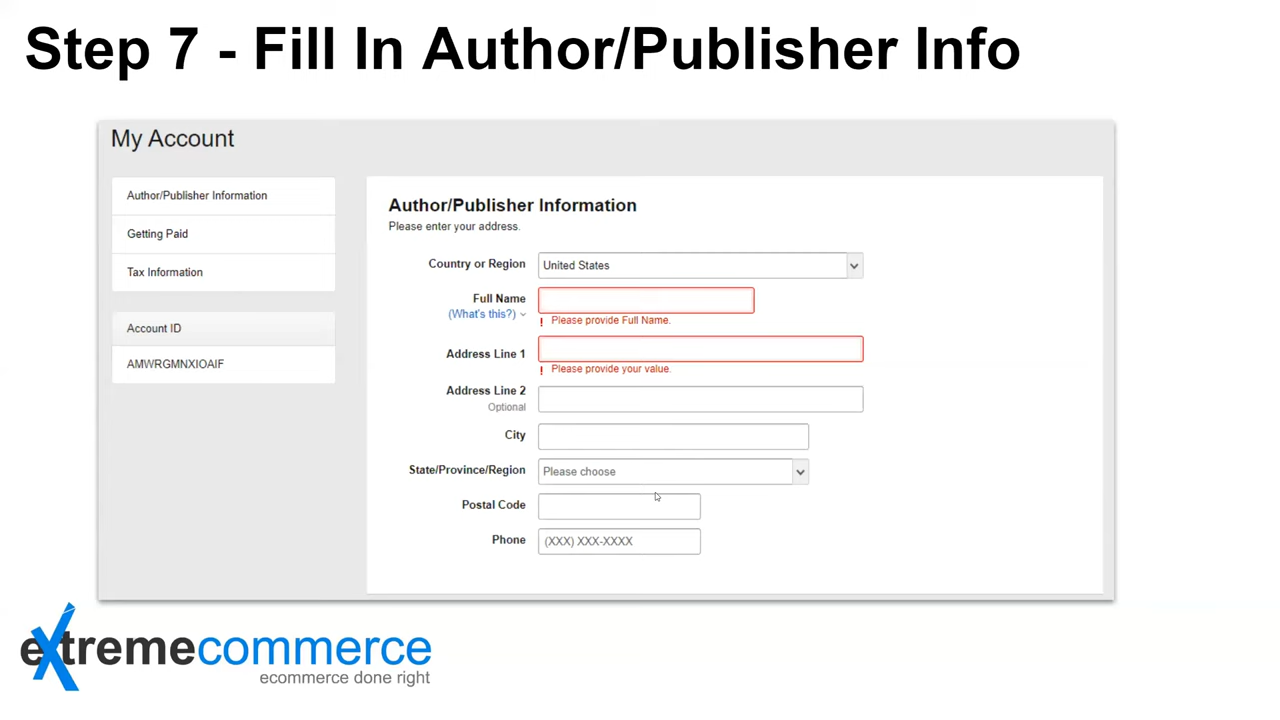 Step 7 - Fill In Author/Publisher Info
My Account
Author/Publisher Information
Getting Paid
Tax Information
Account ID
AMWRGMNXIOAIF
Author/Publisher Information
Please enter your address.
Country or Region United States
Full Name
(What's this?)
! Please provide Full Name.
Address Line 1
! Please provide your value.
Address Line 2
Optional
City
State/Province/Region Please choose
Postal Code
Phone (XXX) XXX-XXXX
extremecommerce
ecommerce done right